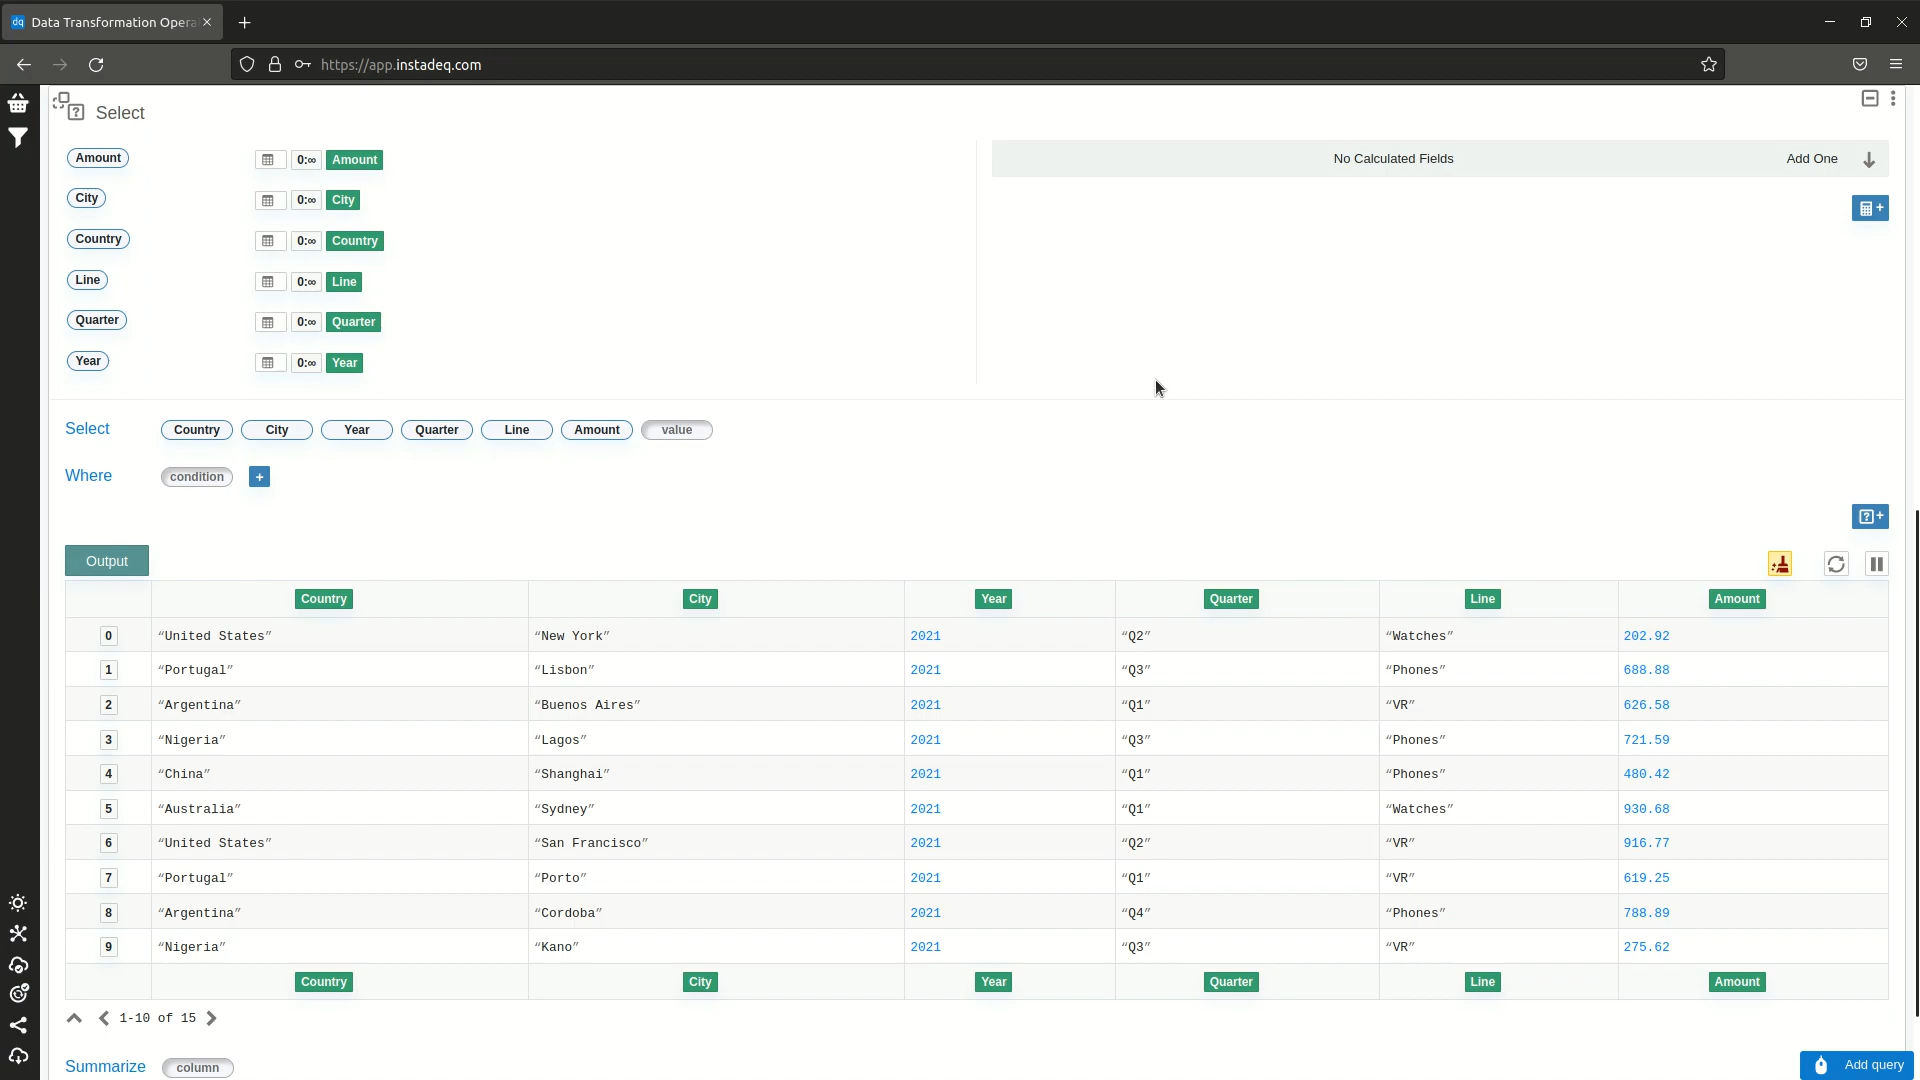 dq Data Transformation Opera
https://app.instadeq.com
Select
Amount 0:∞ Amount
No Calculated Fields Add One
City 0:∞ City
Country 0:∞ Country
Line 0:∞ Line
Quarter 0:∞ Quarter
Year 0:∞ Year
Select Country City Year Quarter Line Amount value
Where condition +
Output
Country City Year Quarter Line Amount
0 “United States” “New York” 2021 “Q2” “Watches” 202.92
1 “Portugal” “Lisbon” 2021 “Q3” “Phones” 688.88
2 “Argentina” “Buenos Aires” 2021 “Q1” “VR” 626.58
3 “Nigeria” “Lagos” 2021 “Q3” “Phones” 721.59
4 “China” “Shanghai” 2021 “Q1” “Phones” 480.42
5 “Australia” “Sydney” 2021 “Q1” “Watches” 930.68
6 “United States” “San Francisco” 2021 “Q2” “VR” 916.77
7 “Portugal” “Porto” 2021 “Q1” “VR” 619.25
8 “Argentina” “Cordoba” 2021 “Q4” “Phones” 788.89
9 “Nigeria” “Kano” 2021 “Q3” “VR” 275.62
Country City Year Quarter Line Amount
1-10 of 15
Summarize column
Add query